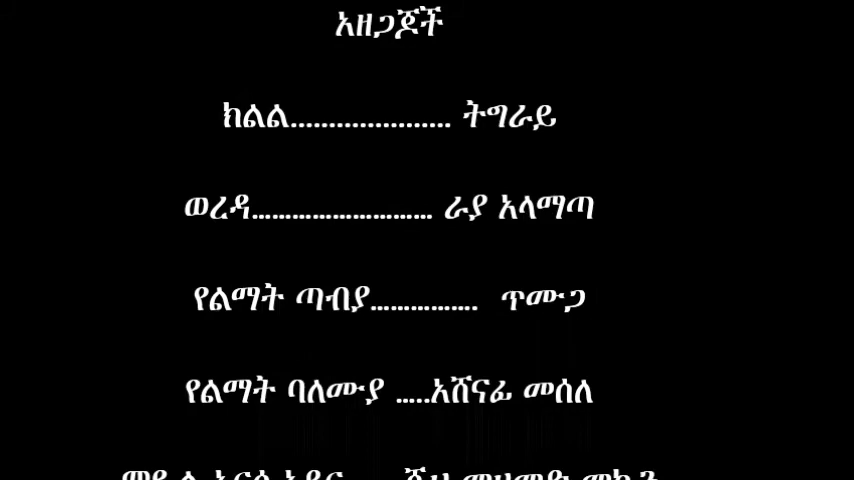 አዘጋጆች
ክልል..................... ትግራይ
ወረዳ........................... ራያ አላማጣ
የልማት ጣብያ................ ጥሙጋ
የልማት ባለሙያ .....አሸናፊ መሰለ